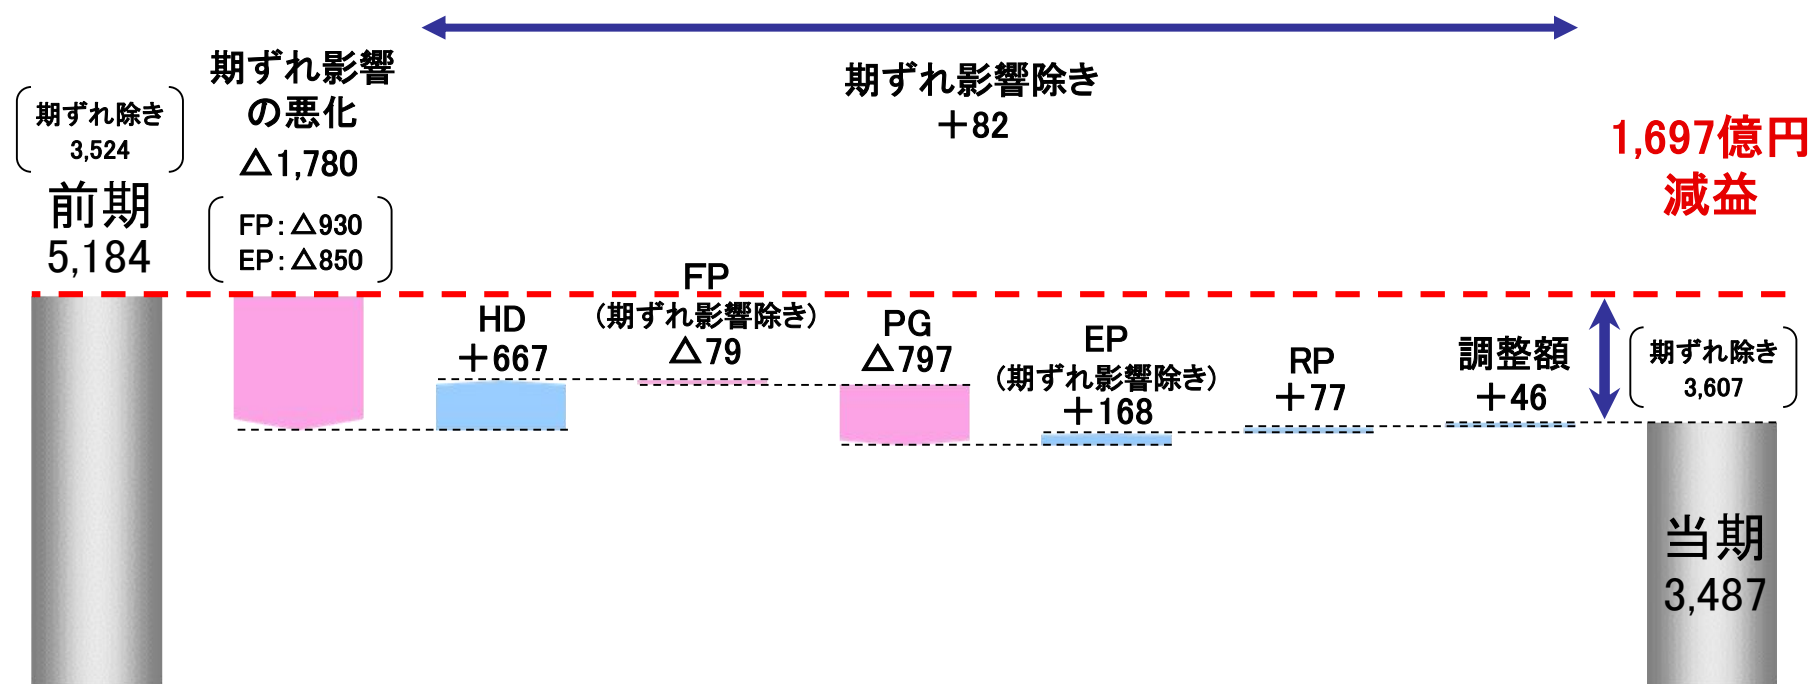 期ずれ除き
3,524
前期
5,184
期ずれ影響
の悪化
△1,780
FP：△930
EP：△850
期ずれ影響除き
＋82
1,697億円
減益
HD
＋667
FP
（期ずれ影響除き）
△79
PG
△797
EP
（期ずれ影響除き）
＋168
RP
＋77
調整額
＋46
期ずれ除き
3,607
当期
3,487